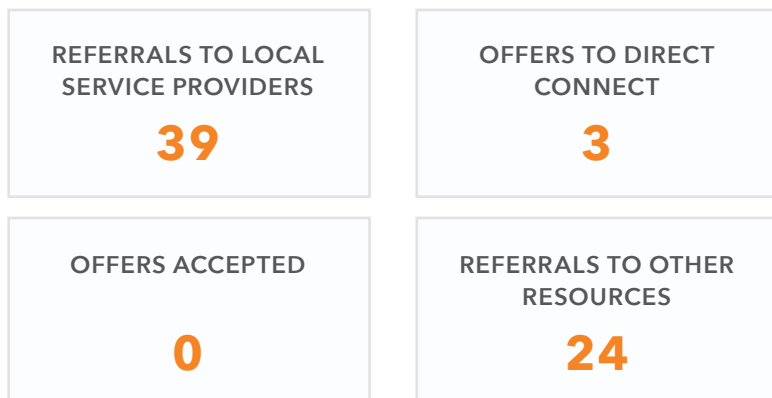 REFERRALS TO LOCAL
SERVICE PROVIDERS
39
OFFERS TO DIRECT
CONNECT
3
OFFERS ACCEPTED
0
REFERRALS TO OTHER
RESOURCES
24